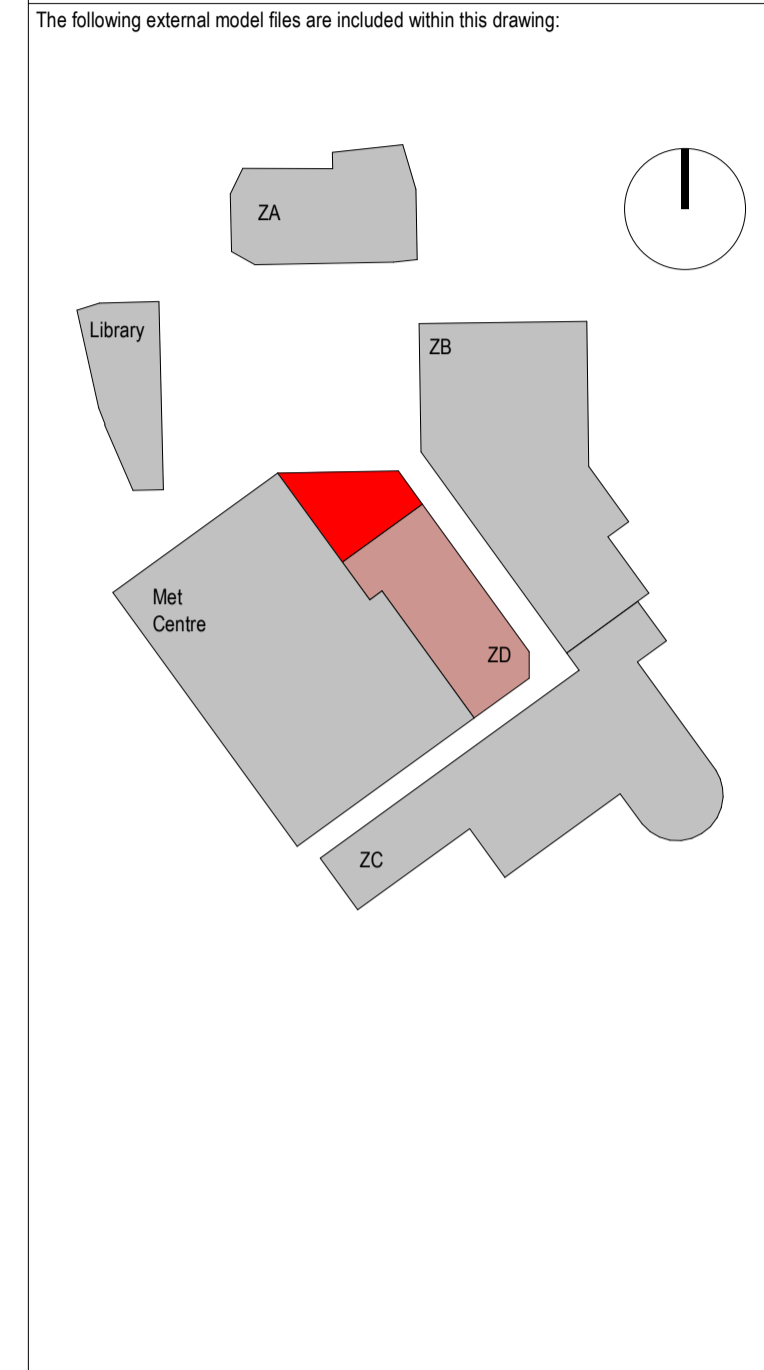 The following external model files are included within this drawing:
ZA
Library
ZB
Met
Centre
ZD
ZC